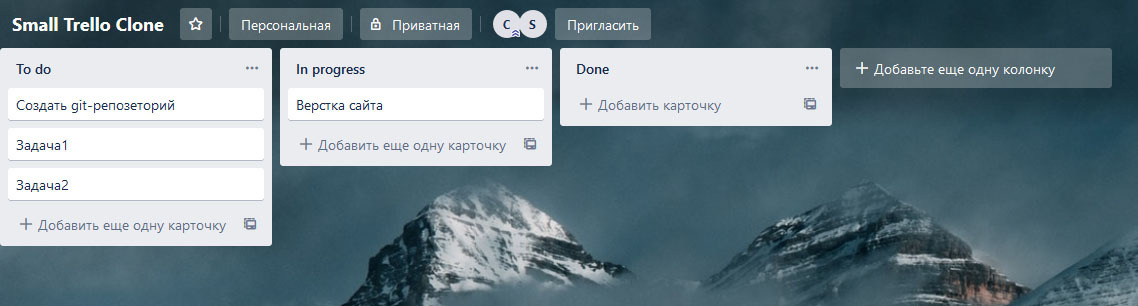 Small Trello Clone
Персональная
Приватная
C
S
Пригласить
To do
Создать git-репозеторий
Задача1
Задача2
+ Добавить еще одну карточку
In progress
Верстка сайта
+ Добавить еще одну карточку
Done
+ Добавить карточку
+ Добавьте еще одну колонку